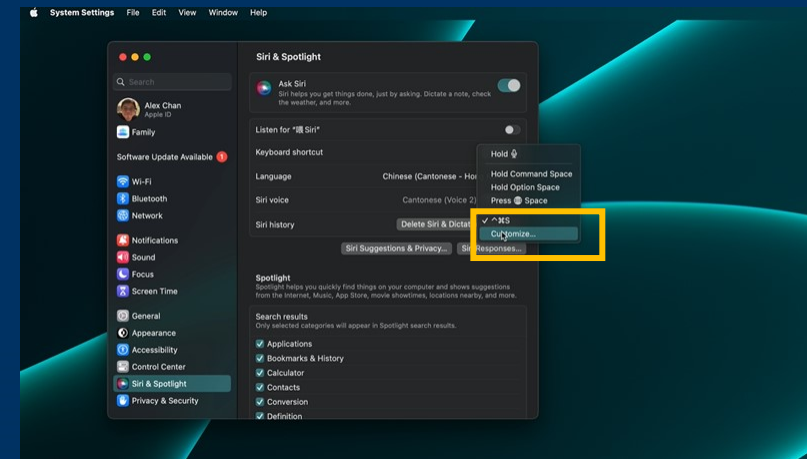 System Settings File Edit View Window Help
Search
Alex Chan
Apple ID
Family
Software Update Available 1
Wi-Fi
Bluetooth
Network
Notifications
Sound
Focus
Screen Time
General
Appearance
Accessibility
Control Center
Siri & Spotlight
Privacy & Security
Siri & Spotlight
Ask Siri
Siri helps you get things done, just by asking. Dictate a note, check
the weather, and more.
Listen for "喂 Siri"
Keyboard shortcut
Language Chinese (Cantonese - Hon
Siri voice Cantonese (Voice 2)
Siri history Delete Siri & Dictat
Siri Suggestions & Privacy... Siri Responses...
Hold
Hold Command Space
Hold Option Space
Press Space
✓ ^⌘S
Customize...
Spotlight
Spotlight helps you quickly find things on your computer and shows suggestions
from the Internet, Music, App Store, movie showtimes, locations nearby, and more.
Search results
Only selected categories will appear in Spotlight search results.
Applications
Bookmarks & History
Calculator
Contacts
Conversion
Definition